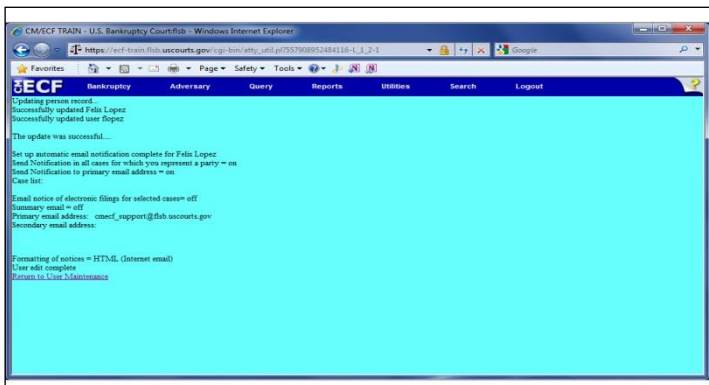 CM/ECF TRAIN - U.S. Bankruptcy Court:flsb - Windows Internet Explorer
https://ecf-train.flsb.uscourts.gov/cgi-bin/etty_util.pl?557908952484116-L_1_2-1
Google
Favorites Page Safety Tools
CM ECF Bankruptcy Adversary Query Reports Utilities Search Logout ?
Updating person record...
Successfully updated Felix Lopez
Successfully updated user flopez
The update was successful....
Set up automatic email notification complete for Felix Lopez
Send Notification in all cases for which you represent a party = on
Send Notification to primary email address = on
Case list:
Email notice of electronic filings for selected cases= off
Summary email = off
Primary email address: cmecf_support@flsb.uscourts.gov
Secondary email address:
Formatting of notices = HTML (Internet email)
User edit complete
Return to User Maintenance